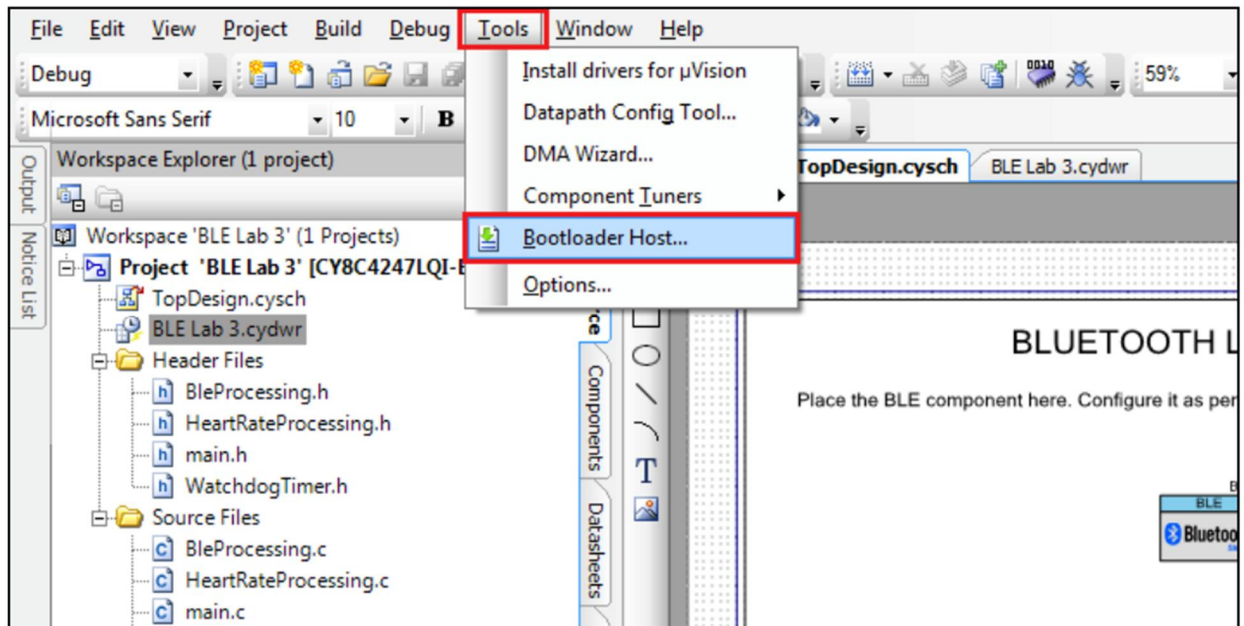 File Edit View Project Build Debug Tools Window Help
Debug 59%
Microsoft Sans Serif 10 B
Install drivers for µVision
Datapath Config Tool...
DMA Wizard...
Component Tuners
Bootloader Host...
Options...
Output
Notice List
Workspace Explorer (1 project)
Workspace 'BLE Lab 3' (1 Projects)
Project 'BLE Lab 3' [CY8C4247LQI-
TopDesign.cysch
BLE Lab 3.cydwr
Header Files
BleProcessing.h
HeartRateProcessing.h
main.h
WatchdogTimer.h
Source Files
BleProcessing.c
HeartRateProcessing.c
main.c
Components
Datasheets
T
TopDesign.cysch BLE Lab 3.cydwr
BLUETOOTH L
Place the BLE component here. Configure it as per
BLE
Bluetoo